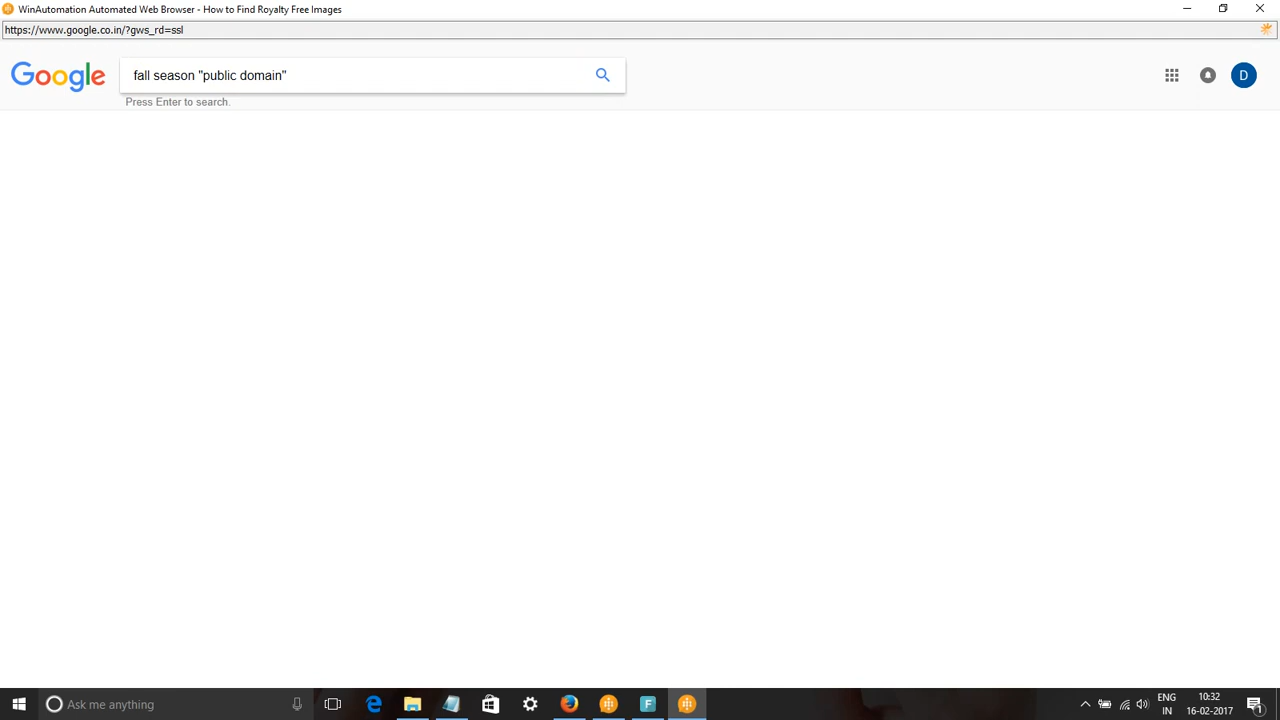 WinAutomation Automated Web Browser - How to Find Royalty Free Images
https://www.google.co.in/?gws_rd=ssl
Google
fall season "public domain"
D
Press Enter to search.
Ask me anything
ENG
IN
10:32
16-02-2017
1